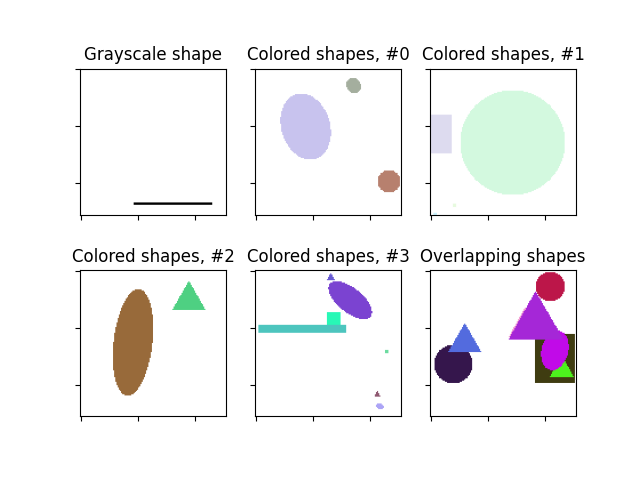 Grayscale shape
Colored shapes, #0
Colored shapes, #1
Colored shapes, #2
Colored shapes, #3
Overlapping shapes